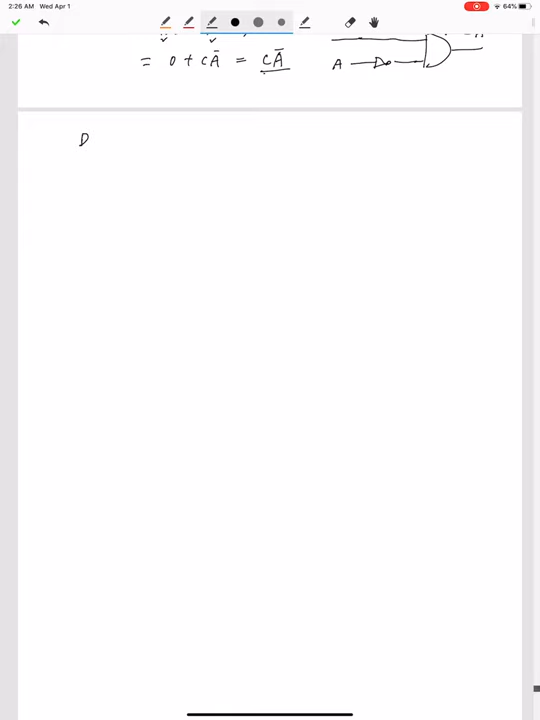 2:26 AM Wed Apr 1
64%
= 0 + CĀ = CĀ
A
D